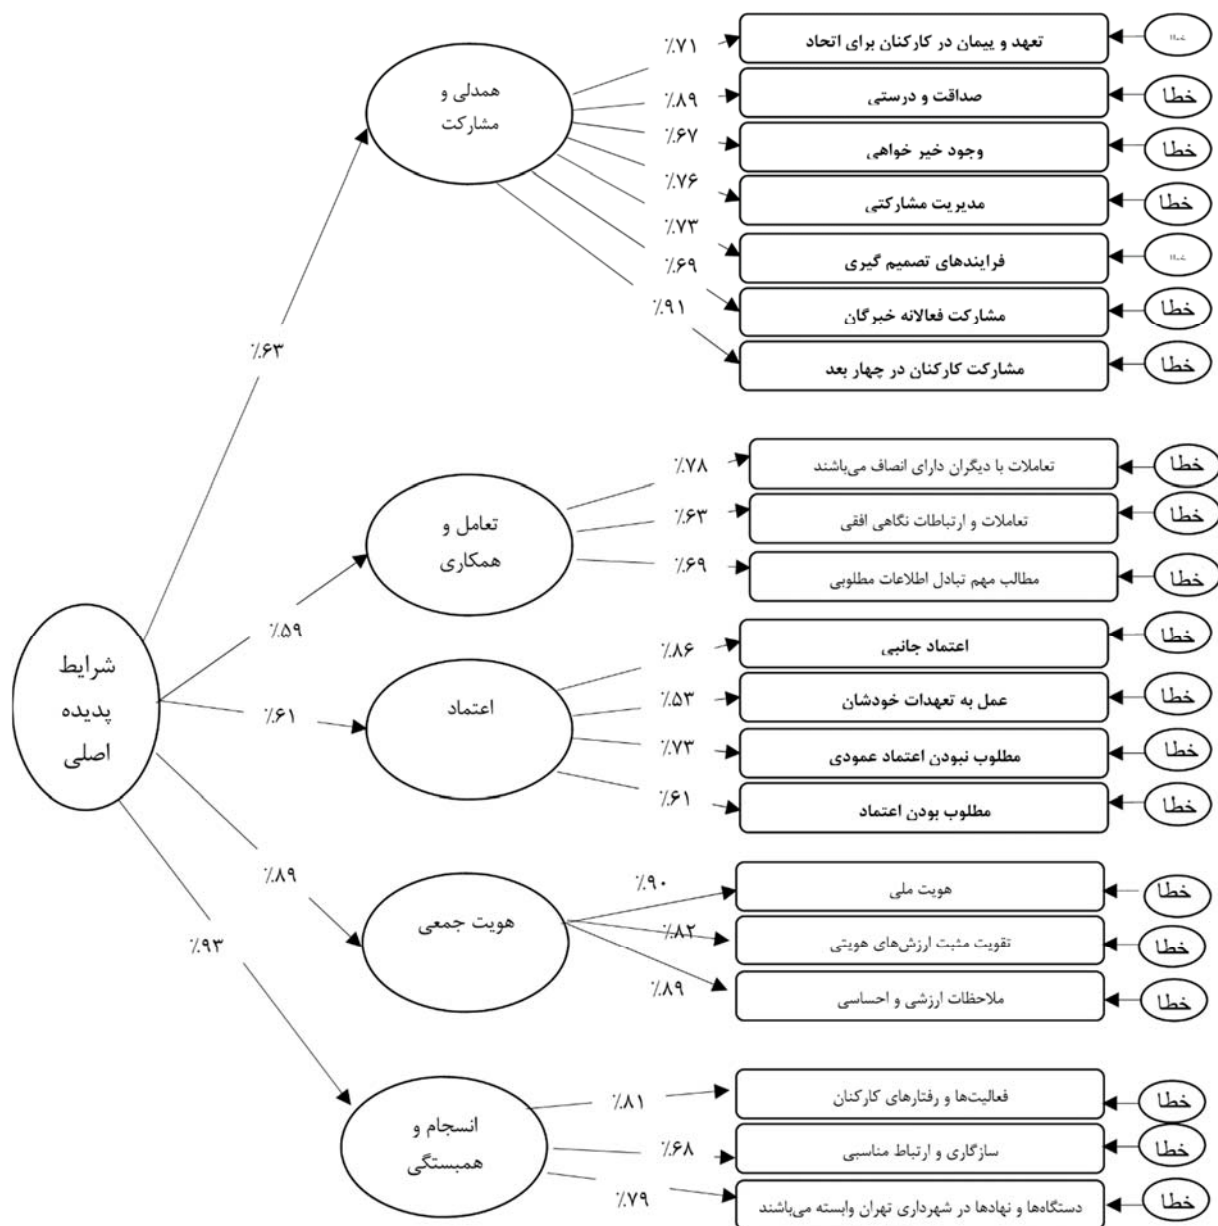 شرایط
پدیده
اصلی
٪۶۳
٪۵۹
٪۶۱
٪۸۹
٪۹۳
همدلی و
مشارکت
٪۷۱
تعهد و پیمان در کارکنان برای اتحاد
٪۸۹
صداقت و درستی
خطا
٪۶۷
وجود خیر خواهی
خطا
٪۷۶
مدیریت مشارکتی
خطا
٪۷۳
فرایندهای تصمیم گیری
٪۶۹
مشارکت فعالانه خبرگان
خطا
٪۹۱
مشارکت کارکنان در چهار بعد
خطا
تعامل و
همکاری
٪۷۸
تعاملات با دیگران دارای انصاف می‌باشند
خطا
٪۶۳
تعاملات و ارتباطات نگاهی افقی
خطا
٪۶۹
مطالب مهم تبادل اطلاعات مطلوبی
خطا
اعتماد
٪۸۶
اعتماد جانبی
خطا
٪۵۳
عمل به تعهدات خودشان
خطا
٪۷۳
مطلوب نبودن اعتماد عمودی
خطا
٪۶۱
مطلوب بودن اعتماد
خطا
هویت جمعی
٪۹۰
هویت ملی
خطا
٪۸۲
تقویت مثبت ارزش‌های هویتی
خطا
٪۸۹
ملاحظات ارزشی و احساسی
خطا
انسجام و
همبستگی
٪۸۱
فعالیت‌ها و رفتارهای کارکنان
خطا
٪۶۸
سازگاری و ارتباط مناسبی
خطا
٪۷۹
دستگاه‌ها و نهادها در شهرداری تهران وابسته می‌باشند
خطا